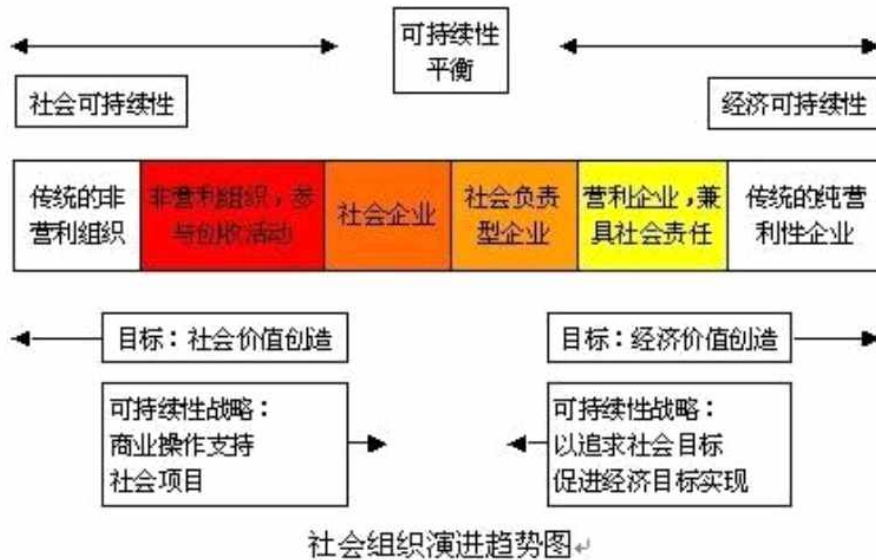 可持续性
平衡
社会可持续性
经济可持续性
传统的非
营利组织
非营利组织，参
与创收活动
社会企业
社会负责
型企业
营利企业，兼
具社会责任
传统的纯营
利性企业
目标：社会价值创造
目标：经济价值创造
可持续性战略：
商业操作支持
社会项目
可持续性战略：
以追求社会目标
促进经济目标实现
社会组织演进趋势图